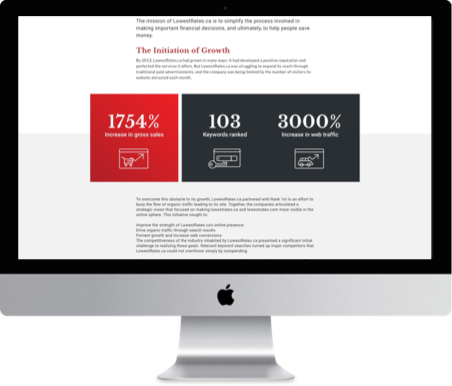 The mission of LowestRates.ca is to simplify the process involved in
making important financial decisions, and ultimately, to help people save
money.
The Initiation of Growth
By 2013, LowestRates.ca had grown in many ways. It had developed a positive reputation and
perfected the services it offers. But LowestRates.ca was struggling to expand its reach through
traditional paid advertisements, and the company was being limited by the number of visitors its
website attracted each month.
1754%
Increase in gross sales
103
Keywords ranked
3000%
Increase in web traffic
To overcome this obstacle to its growth, LowestRates.ca partnered with Rank 1st in an effort to
buoy the flow of organic traffic leading to its site. Together, the companies articulated a
strategic vision that focused on making lowestrates.ca and lowestrates.com more visible in the
online sphere. This initiative sought to:
Improve the strength of LowestRates.ca's online presence
Drive organic traffic through search results
Foment growth and increase web conversions
The competitiveness of the industry inhabited by LowestRates.ca presented a significant initial
challenge to realizing these goals. Relevant keyword searches turned up major competitors that
LowestRates.ca could not overthrow simply by outspending.